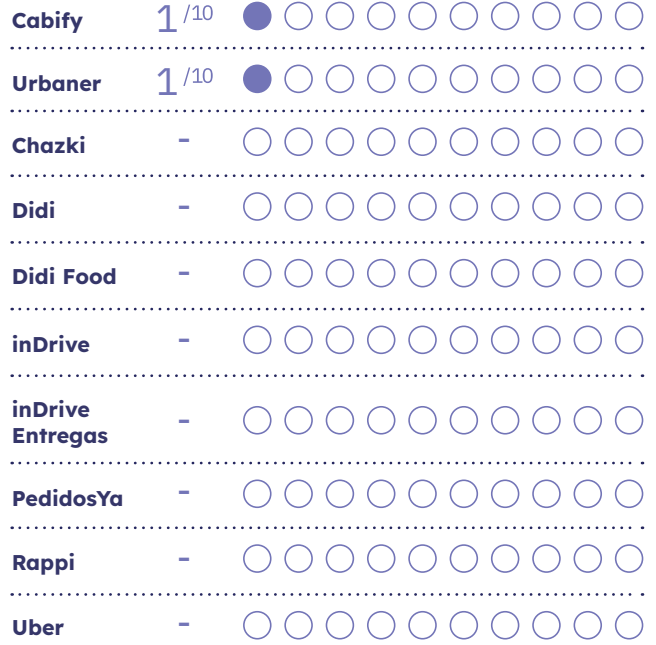 Cabify 1 /10
Urbaner 1 /10
Chazki -
Didi -
Didi Food -
inDrive -
inDrive
Entregas -
PedidosYa -
Rappi -
Uber -